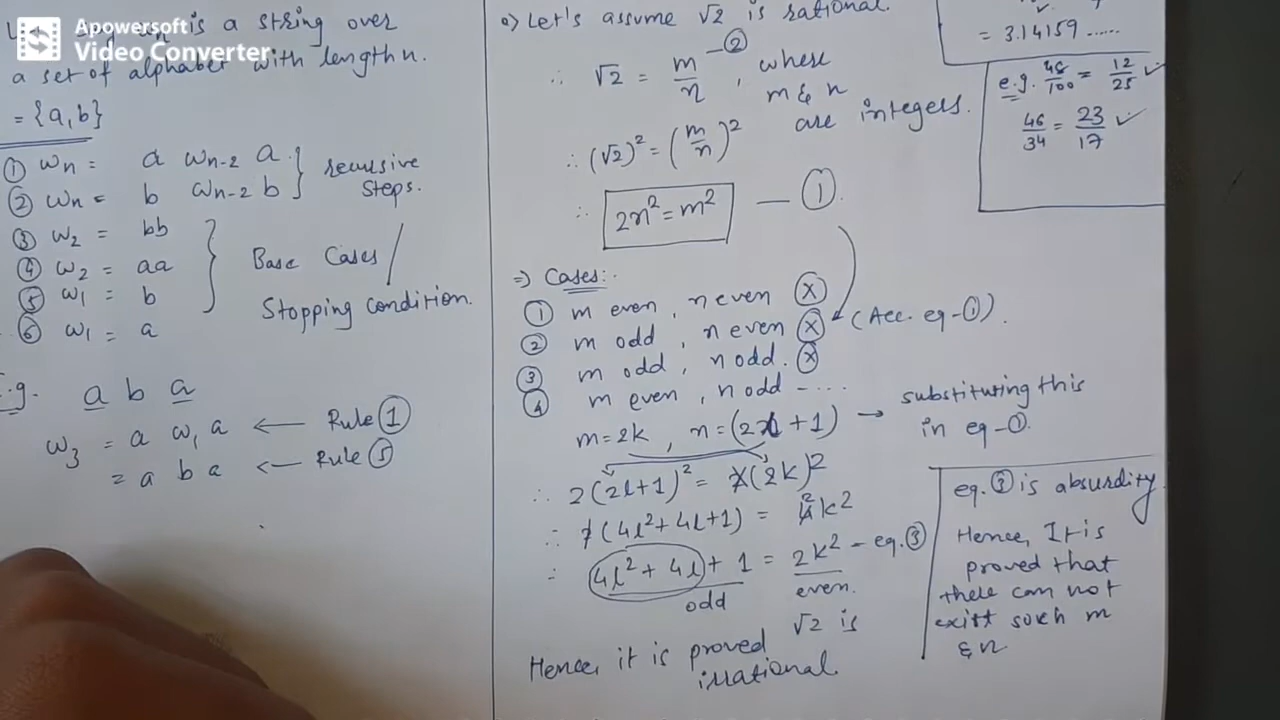 Apowersoft
Video Converter
is a string over
a set of alphabet with length n.
= {a,b}
① wn = a wn-2 a } recursive
② wn = b wn-2 b } steps.
③ w2 = bb
④ w2 = aa } Base Cases /
⑤ w1 = b } Stopping condition.
⑥ w1 = a
E.g. a b a
w3 = a w1 a ← Rule ①
= a b a ← Rule ⑤
Let's assume √2 is rational.
∴ √2 = m/n —②, where
m & n
are integers.
∴ (√2)² = (m/n)²
∴ 2n² = m² — ①
⇒ Cases:-
① m even, n even ⓧ
② m odd, n even ⓧ (Acc. eq-①).
③ m odd, n odd. ⓧ
④ m even, n odd - ....
m=2k, n=(2l+1) → substituting this
in eq-①.
∴ 2(2l+1)² = (2k)²
∴ 2(4l²+4l+1) = 4k²
= 4l²+4l+1 = 2k² - eq.③
odd even.
Hence, it is proved √2 is
irrational.
= 3.14159......
e.g. 48/100 = 12/25 ✓
46/34 = 23/17 ✓
eq.③ is absurdity.
Hence, It is
proved that
there can not
exist such m
& n